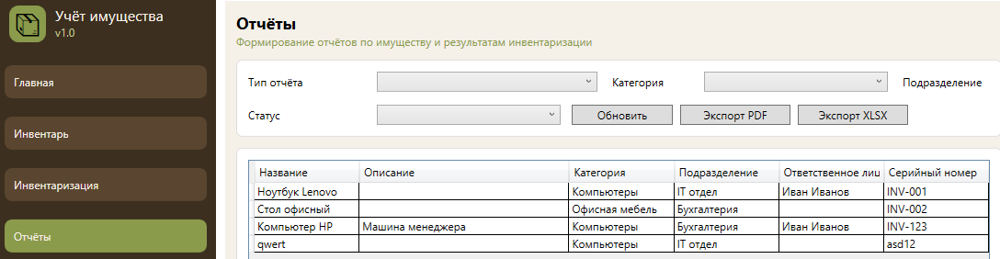 Учёт имущества
v1.0
Главная
Инвентарь
Инвентаризация
Отчёты
Отчёты
Формирование отчётов по имуществу и результатам инвентаризации
Тип отчёта Категория Подразделение
Статус Обновить Экспорт PDF Экспорт XLSX
Название Описание Категория Подразделение Ответственное лиц Серийный номер
Ноутбук Lenovo Компьютеры IT отдел Иван Иванов INV-001
Стол офисный Офисная мебель Бухгалтерия INV-002
Компьютер HP Машина менеджера Компьютеры Бухгалтерия Иван Иванов INV-123
qwert Компьютеры IT отдел asd12